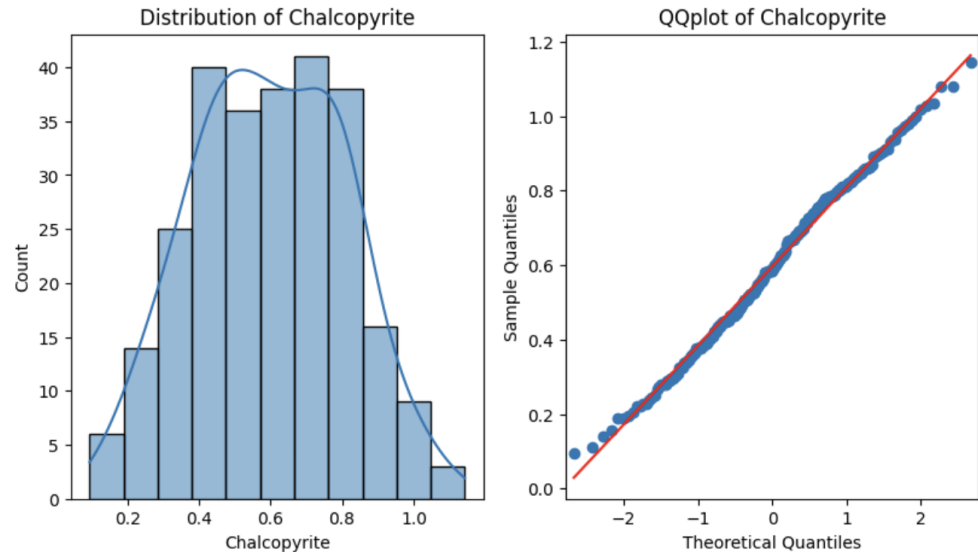 Distribution of Chalcopyrite
40
35
30
25
20
15
10
5
0
Count
0.2 0.4 0.6 0.8 1.0
Chalcopyrite
QQplot of Chalcopyrite
1.2
1.0
0.8
0.6
0.4
0.2
0.0
Sample Quantiles
−2 −1 0 1 2
Theoretical Quantiles